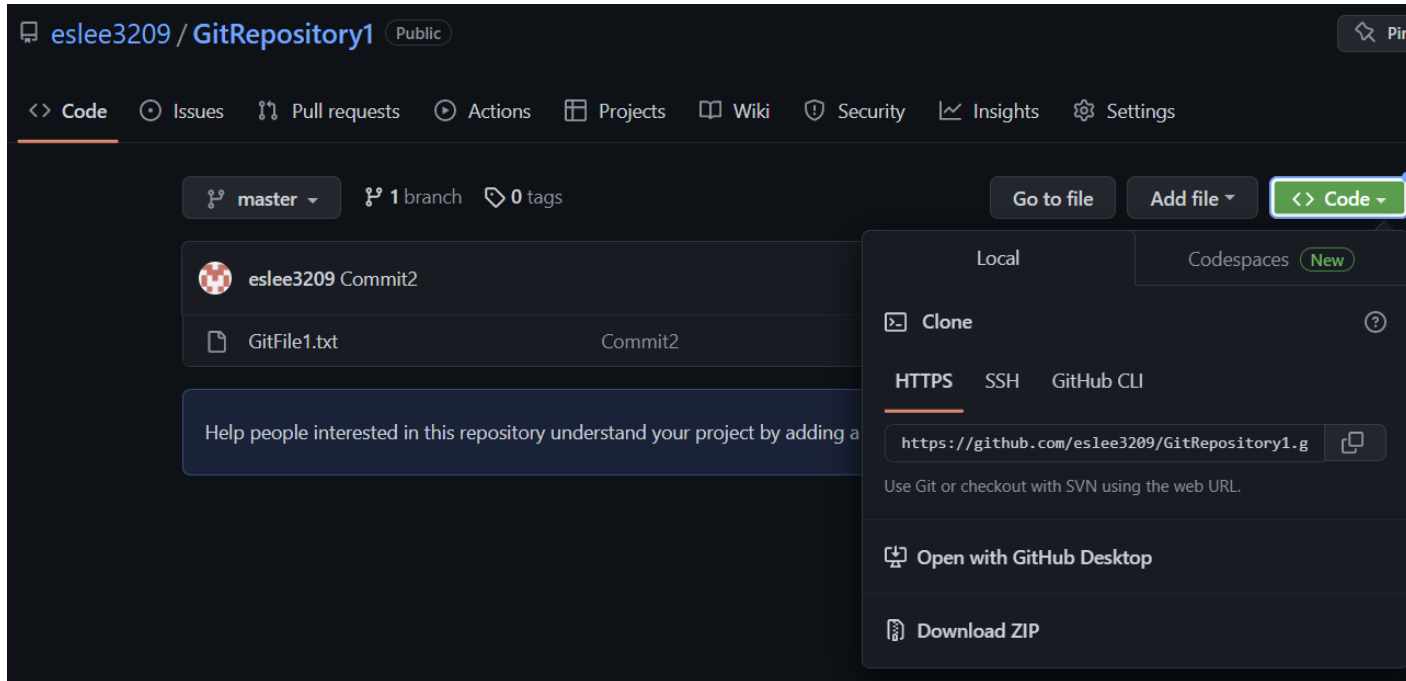 eslee3209 / GitRepository1 Public
Code Issues Pull requests Actions Projects Wiki Security Insights Settings
master 1 branch 0 tags Go to file Add file Code
Local Codespaces New
eslee3209 Commit2
Clone
GitFile1.txt Commit2
HTTPS SSH GitHub CLI
Help people interested in this repository understand your project by adding a
https://github.com/eslee3209/GitRepository1.g
Use Git or checkout with SVN using the web URL.
Open with GitHub Desktop
Download ZIP